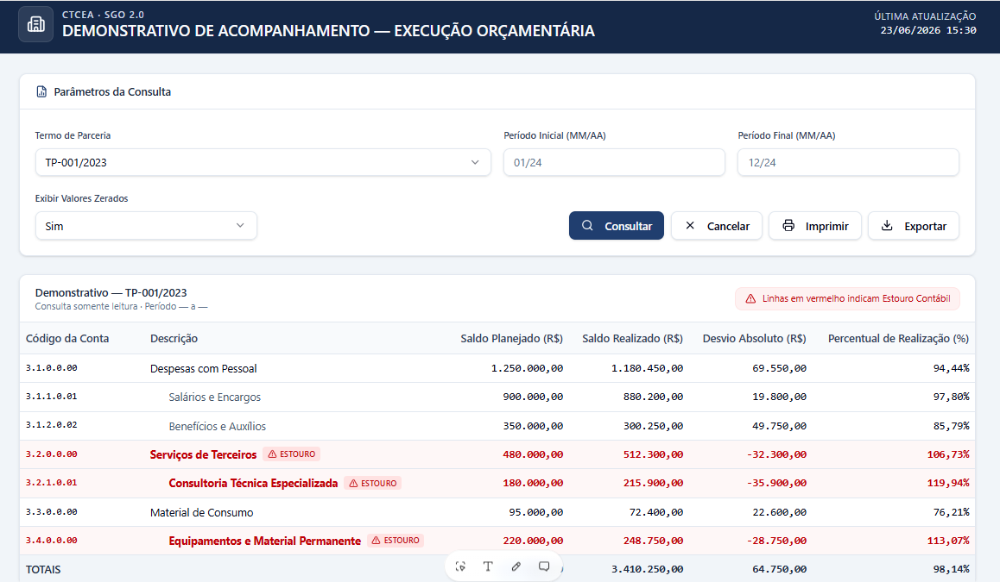 CTCEA · SGO 2.0
DEMONSTRATIVO DE ACOMPANHAMENTO — EXECUÇÃO ORÇAMENTÁRIA
ÚLTIMA ATUALIZAÇÃO
23/06/2026 15:30
Parâmetros da Consulta
Termo de Parceria
Período Inicial (MM/AA)
Período Final (MM/AA)
TP-001/2023
01/24
12/24
Exibir Valores Zerados
Sim
Consultar
Cancelar
Imprimir
Exportar
Demonstrativo — TP-001/2023
Consulta somente leitura · Período — a —
Linhas em vermelho indicam Estouro Contábil
Código da Conta Descrição Saldo Planejado (R$) Saldo Realizado (R$) Desvio Absoluto (R$) Percentual de Realização (%)
3.1.0.0.00 Despesas com Pessoal 1.250.000,00 1.180.450,00 69.550,00 94,44%
3.1.1.0.01 Salários e Encargos 900.000,00 880.200,00 19.800,00 97,80%
3.1.2.0.02 Benefícios e Auxílios 350.000,00 300.250,00 49.750,00 85,79%
3.2.0.0.00 Serviços de Terceiros ESTOURO 480.000,00 512.300,00 -32.300,00 106,73%
3.2.1.0.01 Consultoria Técnica Especializada ESTOURO 180.000,00 215.900,00 -35.900,00 119,94%
3.3.0.0.00 Material de Consumo 95.000,00 72.400,00 22.600,00 76,21%
3.4.0.0.00 Equipamentos e Material Permanente ESTOURO 220.000,00 248.750,00 -28.750,00 113,07%
TOTAIS 3.410.250,00 64.750,00 98,14%